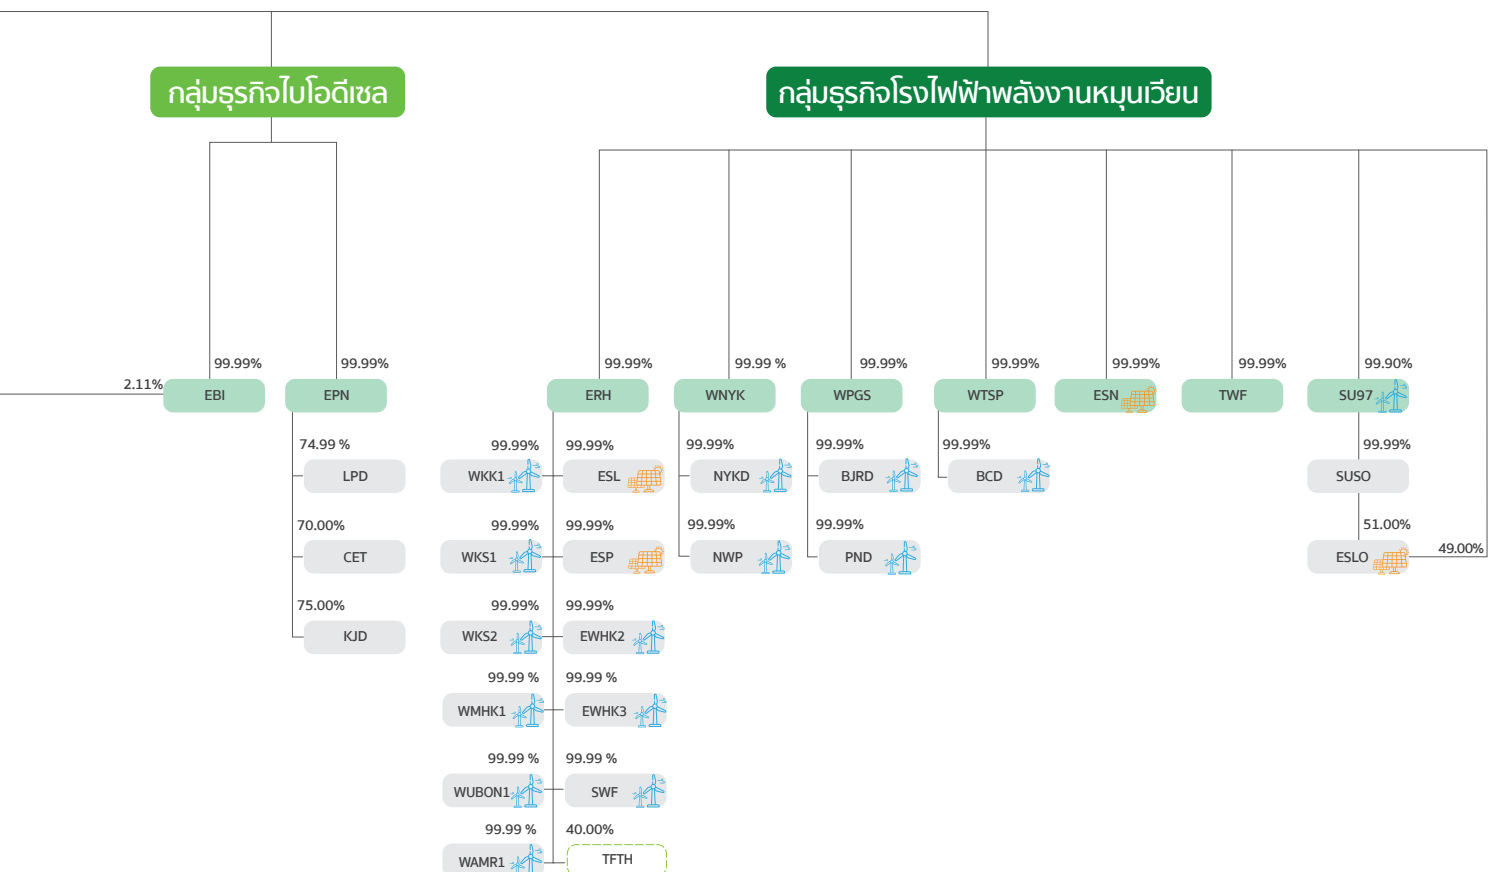 กลุ่มธุรกิจไบโอดีเซล
กลุ่มธุรกิจโรงไฟฟ้าพลังงานหมุนเวียน
99.99% 99.99% 99.99% 99.99 % 99.99% 99.99% 99.99% 99.99% 99.90%
2.11%
EBI EPN ERH WNYK WPGS WTSP ESN TWF SU97
74.99 % 99.99% 99.99% 99.99% 99.99% 99.99% 99.99%
LPD WKK1 ESL NYKD BJRD BCD SUSO
70.00% 99.99% 99.99% 99.99% 99.99% 51.00%
CET WKS1 ESP NWP PND ESLO 49.00%
75.00% 99.99% 99.99%
KJD WKS2 EWHK2
99.99 % 99.99 %
WMHK1 EWHK3
99.99 % 99.99 %
WUBON1 SWF
99.99 % 40.00%
WAMR1 TFTH